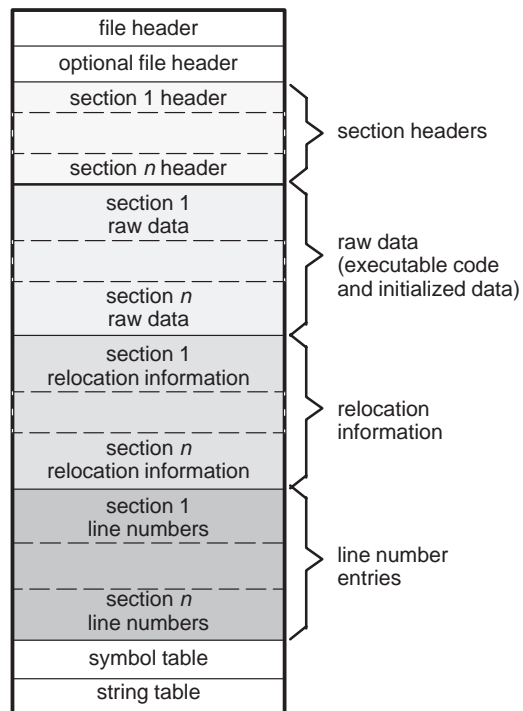 file header
optional file header
section 1 header
section n header
section headers
section 1
raw data
section n
raw data
raw data
(executable code
and initialized data)
section 1
relocation information
section n
relocation information
relocation
information
section 1
line numbers
section n
line numbers
line number
entries
symbol table
string table